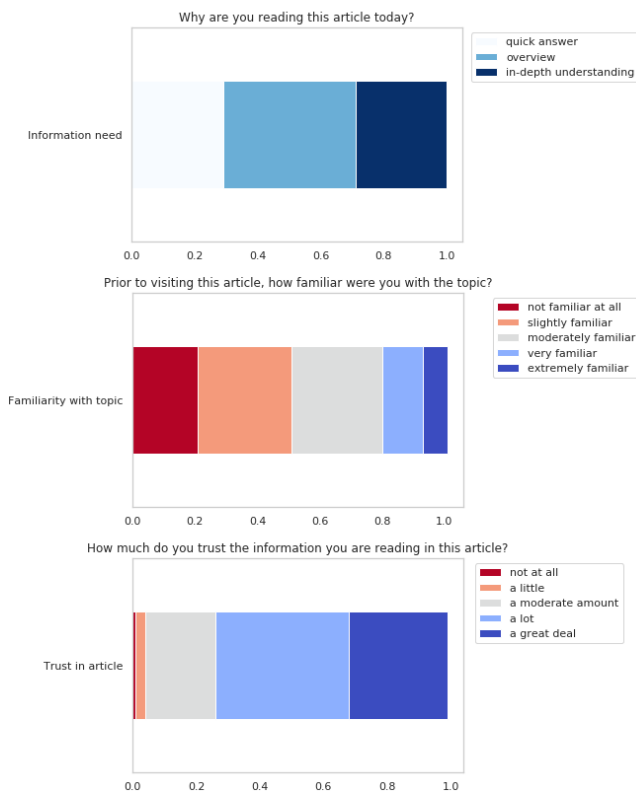 Why are you reading this article today?
quick answer
overview
in-depth understanding
Information need
0.0 0.2 0.4 0.6 0.8 1.0
Prior to visiting this article, how familiar were you with the topic?
not familiar at all
slightly familiar
moderately familiar
very familiar
extremely familiar
Familiarity with topic
0.0 0.2 0.4 0.6 0.8 1.0
How much do you trust the information you are reading in this article?
not at all
a little
a moderate amount
a lot
a great deal
Trust in article
0.0 0.2 0.4 0.6 0.8 1.0